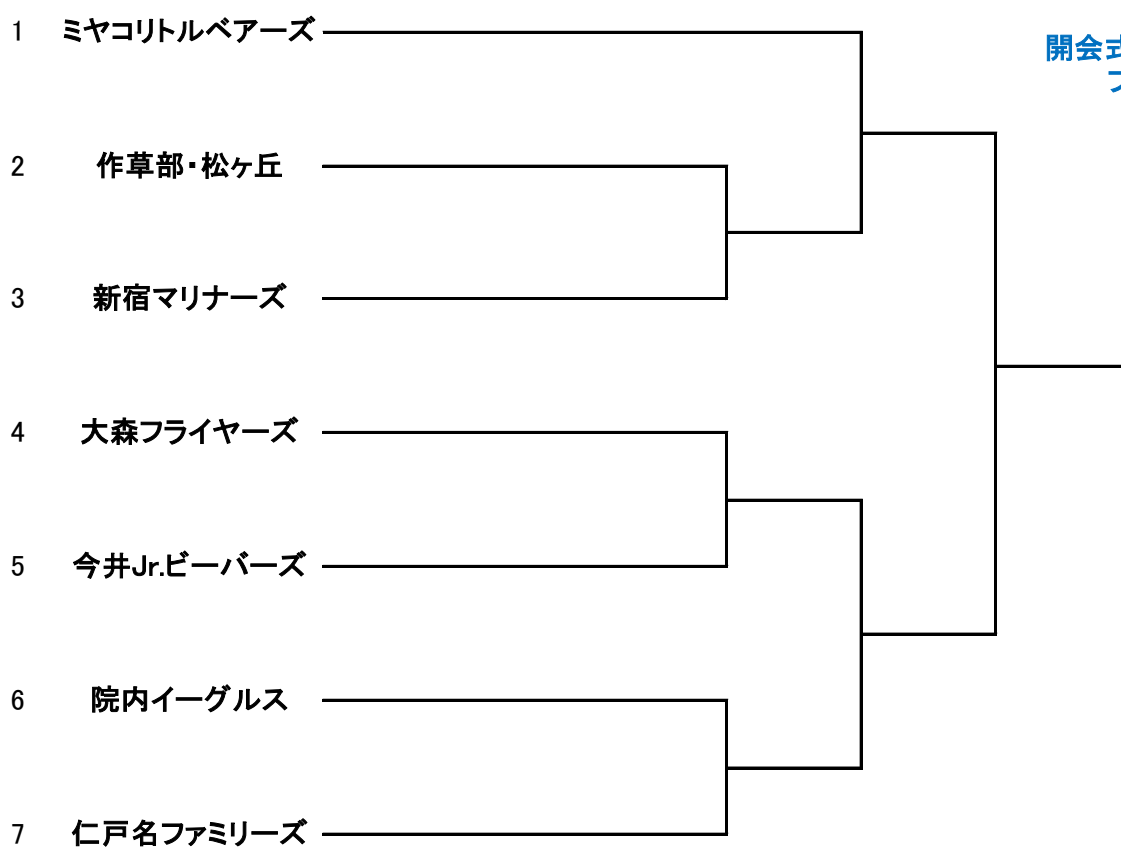 1 ミヤコリトルベアーズ
開会式
2 作草部・松ヶ丘
3 新宿マリナーズ
4 大森フライヤーズ
5 今井Jr.ビーバーズ
6 院内イーグルス
7 仁戸名ファミリーズ